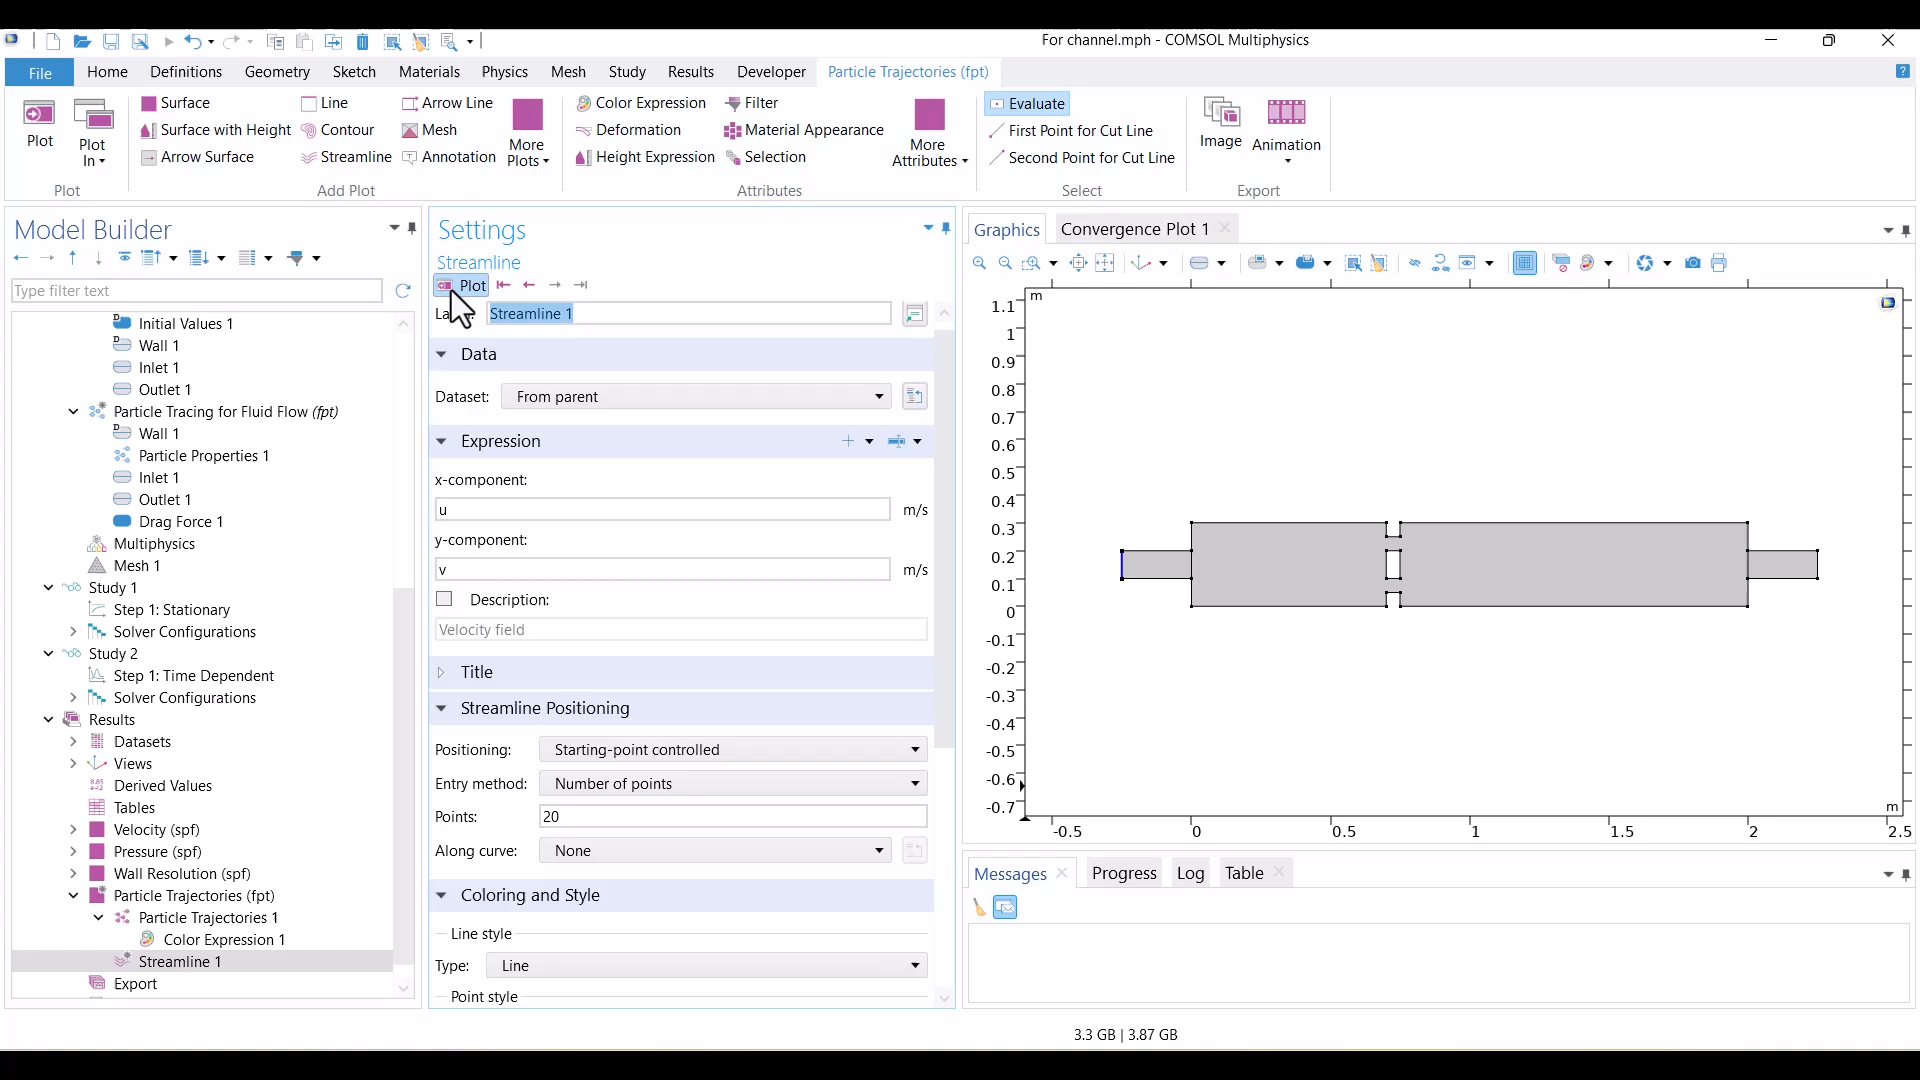 For channel.mph - COMSOL Multiphysics
File Home Definitions Geometry Sketch Materials Physics Mesh Study Results Developer Particle Trajectories (fpt)
Plot
Plot In
Plot
Surface
Surface with Height
Arrow Surface
Line
Contour
Streamline
Arrow Line
Mesh
Annotation
More Plots
Add Plot
Color Expression
Deformation
Height Expression
Filter
Material Appearance
Selection
More Attributes
Attributes
Evaluate
First Point for Cut Line
Second Point for Cut Line
Select
Image
Animation
Export
Model Builder
Type filter text
Initial Values 1
Wall 1
Inlet 1
Outlet 1
Particle Tracing for Fluid Flow (fpt)
Wall 1
Particle Properties 1
Inlet 1
Outlet 1
Drag Force 1
Multiphysics
Mesh 1
Study 1
Step 1: Stationary
Solver Configurations
Study 2
Step 1: Time Dependent
Solver Configurations
Results
Datasets
Views
8.85
e-12
Derived Values
Tables
Velocity (spf)
Pressure (spf)
Wall Resolution (spf)
Particle Trajectories (fpt)
Particle Trajectories 1
Color Expression 1
Streamline 1
Export
Settings
Streamline
Plot
Streamline 1
Data
Dataset: From parent
Expression
x-component:
u m/s
y-component:
v m/s
Description:
Velocity field
Title
Streamline Positioning
Positioning: Starting-point controlled
Entry method: Number of points
Points: 20
Along curve: None
Coloring and Style
Line style
Type: Line
Point style
Graphics Convergence Plot 1
m
1.1
1
0.9
0.8
0.7
0.6
0.5
0.4
0.3
0.2
0.1
0
-0.1
-0.2
-0.3
-0.4
-0.5
-0.6
-0.7
m
-0.5 0 0.5 1 1.5 2 2.5
Messages Progress Log Table
3.3 GB | 3.87 GB